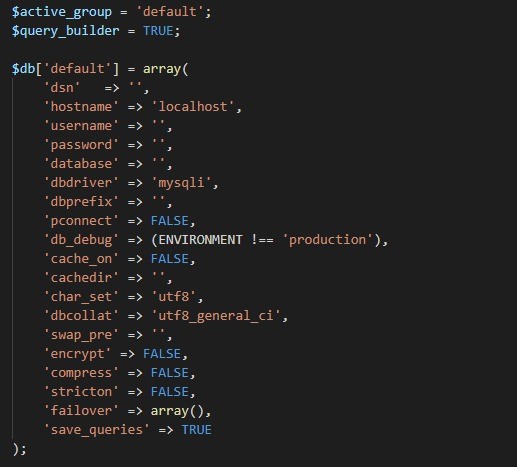 $active_group = 'default';
$query_builder = TRUE;
$db['default'] = array(
'dsn' => '',
'hostname' => 'localhost',
'username' => '',
'password' => '',
'database' => '',
'dbdriver' => 'mysqli',
'dbprefix' => '',
'pconnect' => FALSE,
'db_debug' => (ENVIRONMENT !== 'production'),
'cache_on' => FALSE,
'cachedir' => '',
'char_set' => 'utf8',
'dbcollat' => 'utf8_general_ci',
'swap_pre' => '',
'encrypt' => FALSE,
'compress' => FALSE,
'stricton' => FALSE,
'failover' => array(),
'save_queries' => TRUE
);